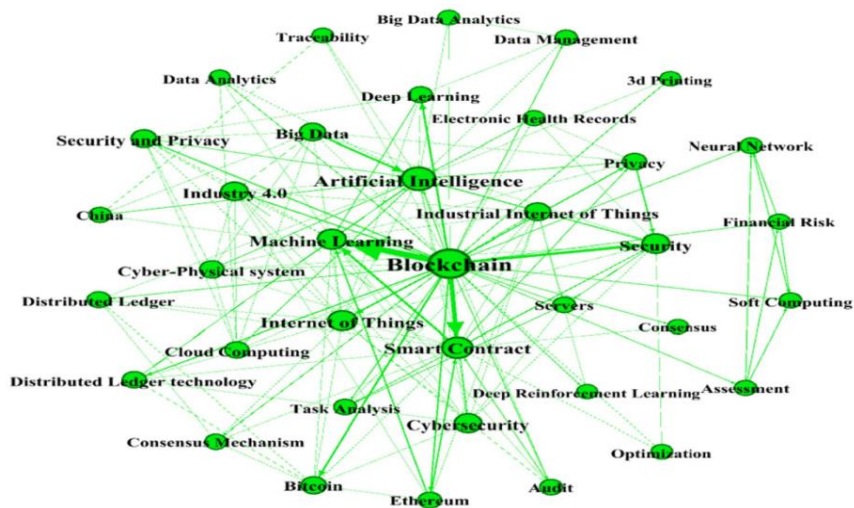 Big Data Analytics
Traceability
Data Management
Data Analytics
3d Printing
Deep Learning
Electronic Health Records
Security and Privacy
Big Data
Neural Network
Privacy
Artificial Intelligence
Industry 4.0
China
Industrial Internet of Things
Financial Risk
Machine Learning
Security
Blockchain
Cyber-Physical system
Distributed Ledger
Servers
Soft Computing
Internet of Things
Consensus
Cloud Computing
Smart Contract
Distributed Ledger technology
Deep Reinforcement Learning
Assessment
Task Analysis
Cybersecurity
Consensus Mechanism
Optimization
Bitcoin
Audit
Ethereum